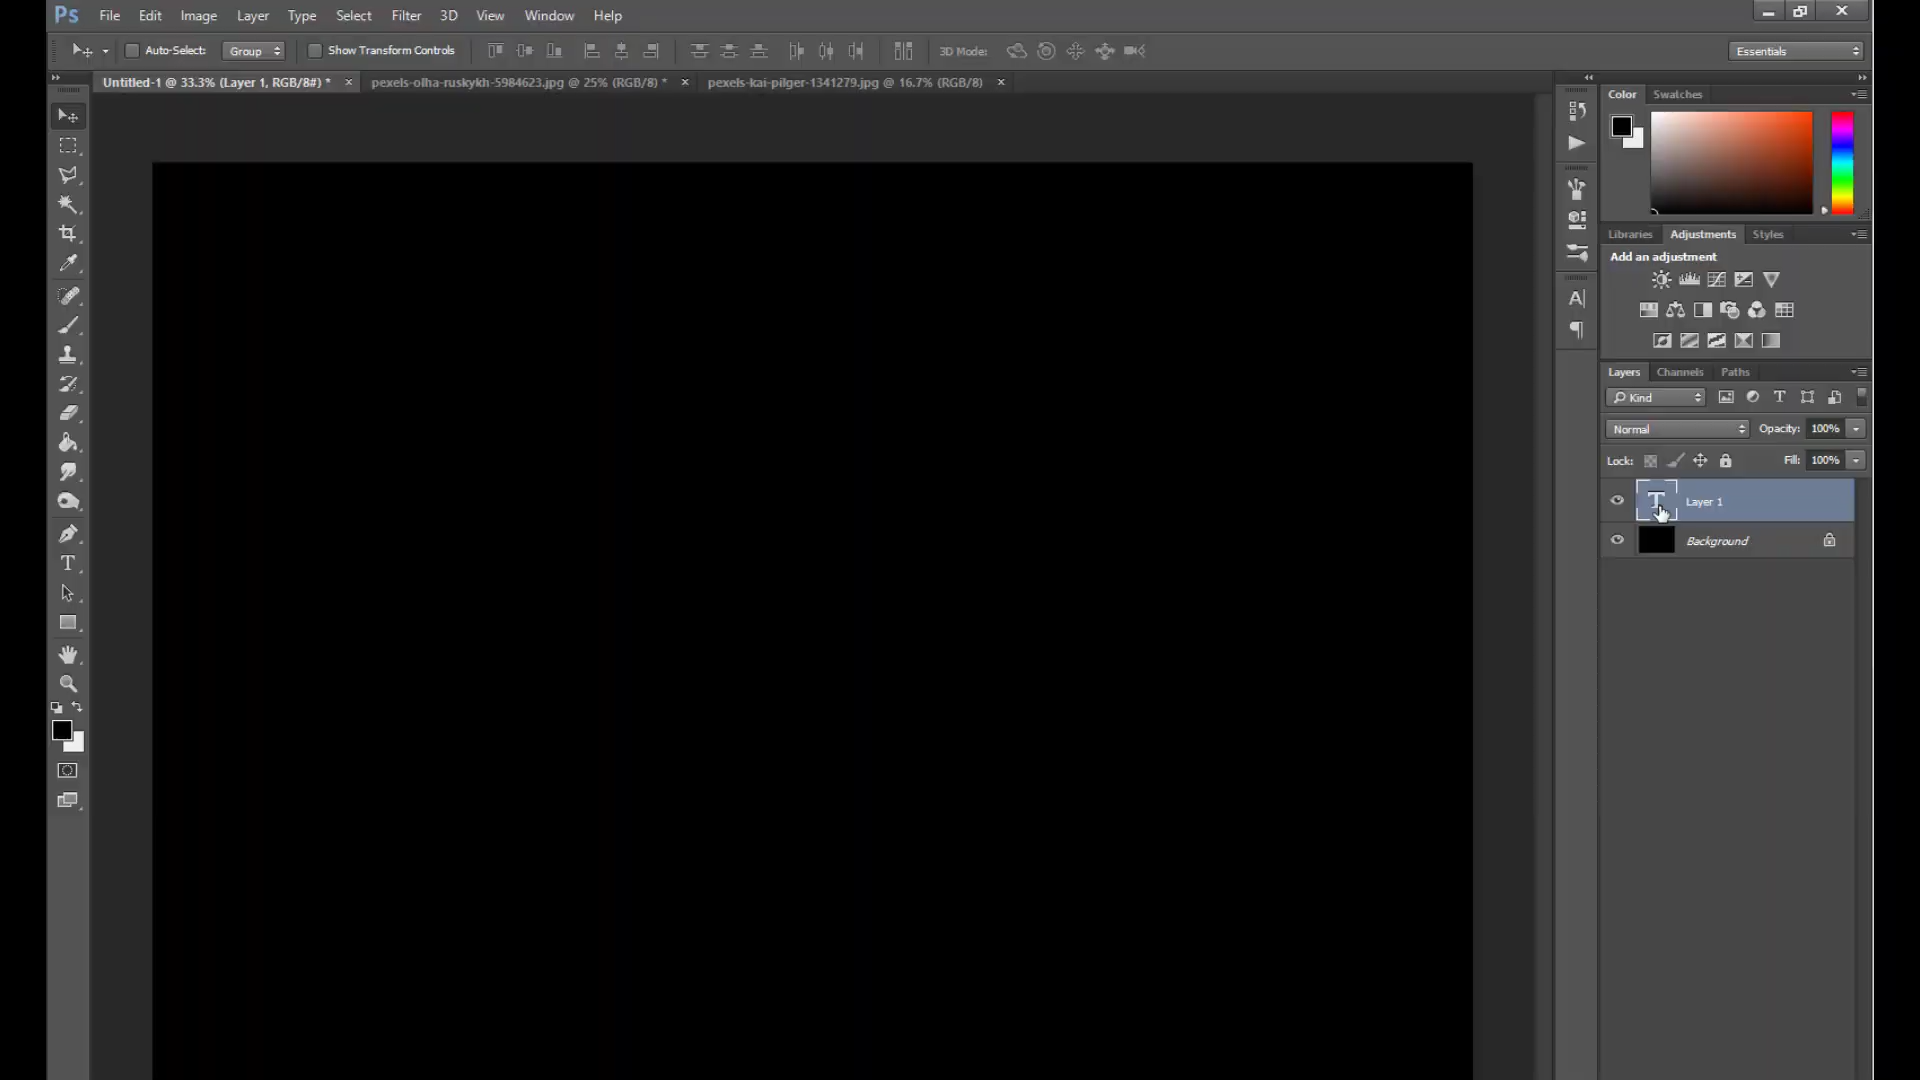 Ps File Edit Image Layer Type Select Filter 3D View Window Help
Auto-Select: Group Show Transform Controls 3D Mode: Essentials
Untitled-1 @ 33.3% (Layer 1, RGB/8#) * × pexels-olha-ruskykh-5984623.jpg @ 25% (RGB/8) * × pexels-kai-pilger-1341279.jpg @ 16.7% (RGB/8) ×
Color Swatches
Libraries Adjustments Styles
Add an adjustment
Layers Channels Paths
Kind
Normal Opacity: 100%
Lock: Fill: 100%
Layer 1
Background